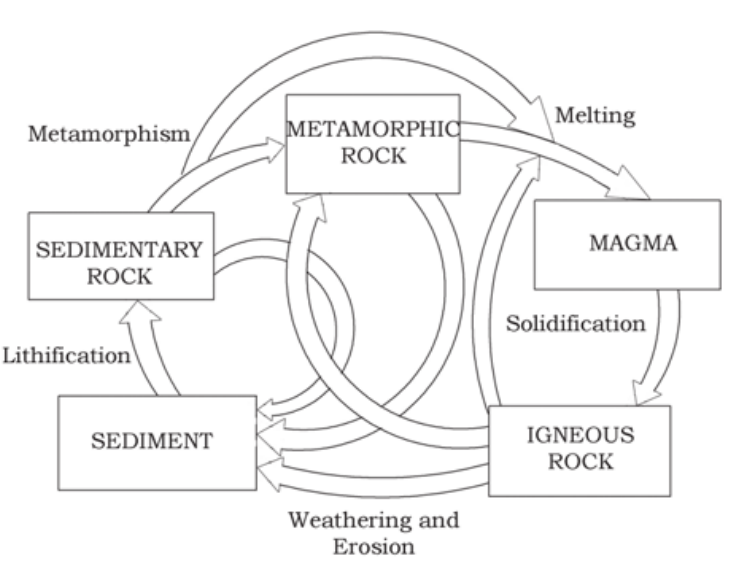 Melting
Metamorphism
METAMORPHIC
ROCK
SEDIMENTARY
ROCK
MAGMA
Solidification
Lithification
SEDIMENT
IGNEOUS
ROCK
Weathering and
Erosion